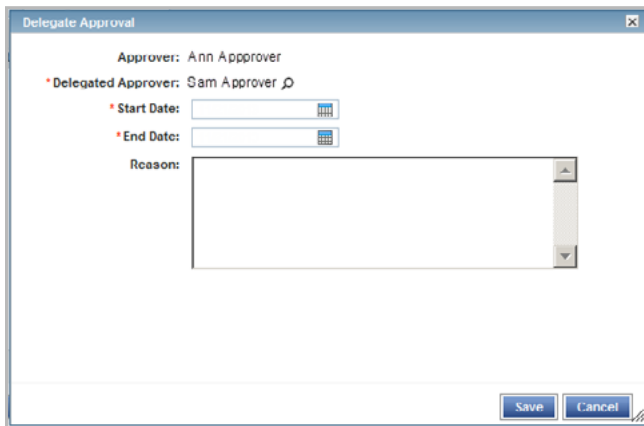 Delegate Approval
Approver: Ann Appprover
*Delegated Approver: Sam Approver
*Start Date:
*End Date:
Reason:
Save Cancel